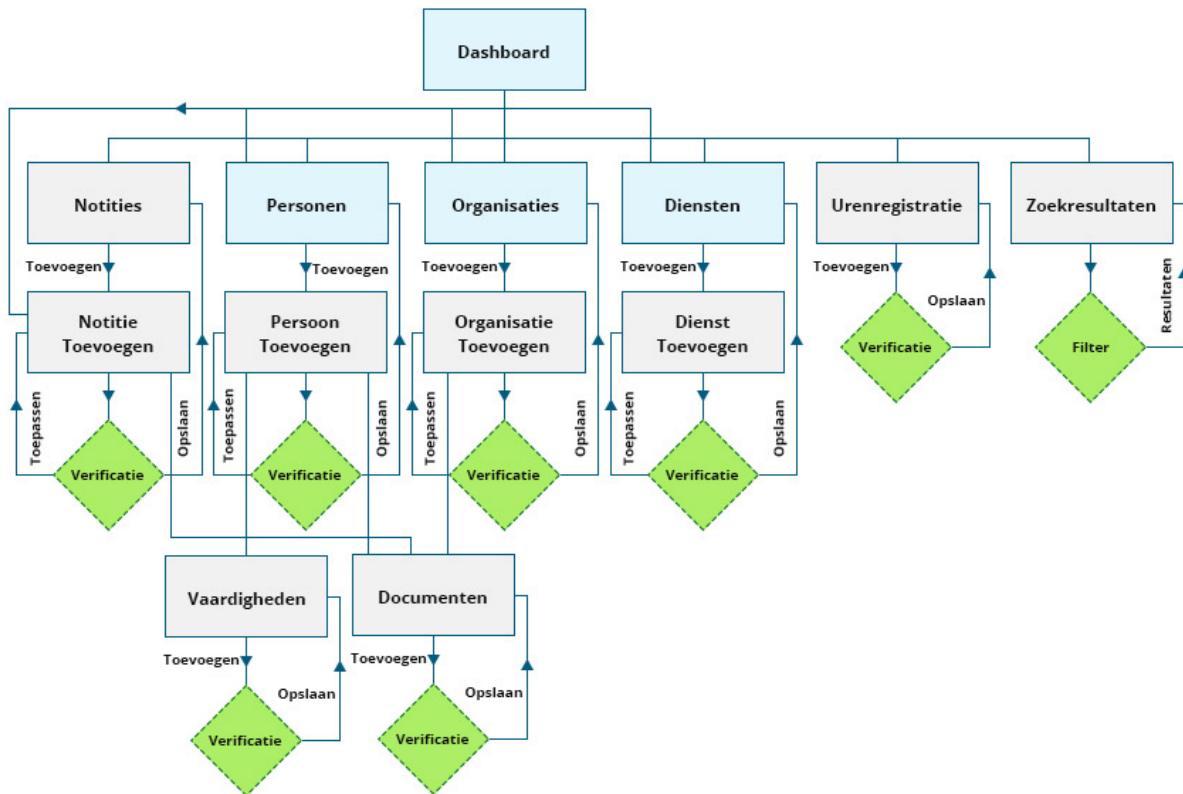 Dashboard
Notities
Personen
Organisaties
Diensten
Urenregistratie
Zoekresultaten
Toevoegen
Toevoegen
Toevoegen
Toevoegen
Toevoegen
Notitie
Toevoegen
Persoon
Toevoegen
Organisatie
Toevoegen
Dienst
Toevoegen
Verificatie
Opslaan
Filter
Resultaten
Toepassen
Verificatie
Opslaan
Toepassen
Verificatie
Opslaan
Toepassen
Verificatie
Opslaan
Toepassen
Verificatie
Opslaan
Vaardigheden
Documenten
Toevoegen
Toevoegen
Opslaan
Opslaan
Verificatie
Verificatie